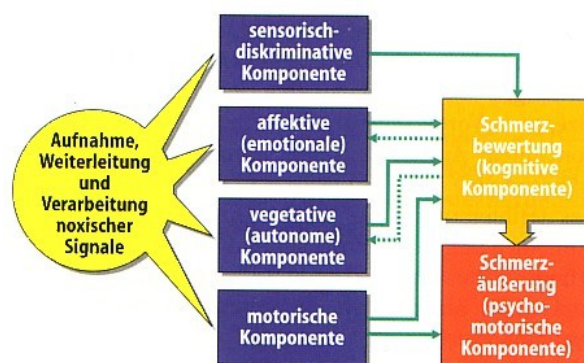 Aufnahme,
Weiterleitung
und
Verarbeitung
noxischer
Signale
sensorisch-
diskriminative
Komponente
affektive
(emotionale)
Komponente
vegetative
(autonome)
Komponente
motorische
Komponente
Schmerz-
bewertung
(kognitive
Komponente)
Schmerz-
äußerung
(psycho-
motorische
Komponente)